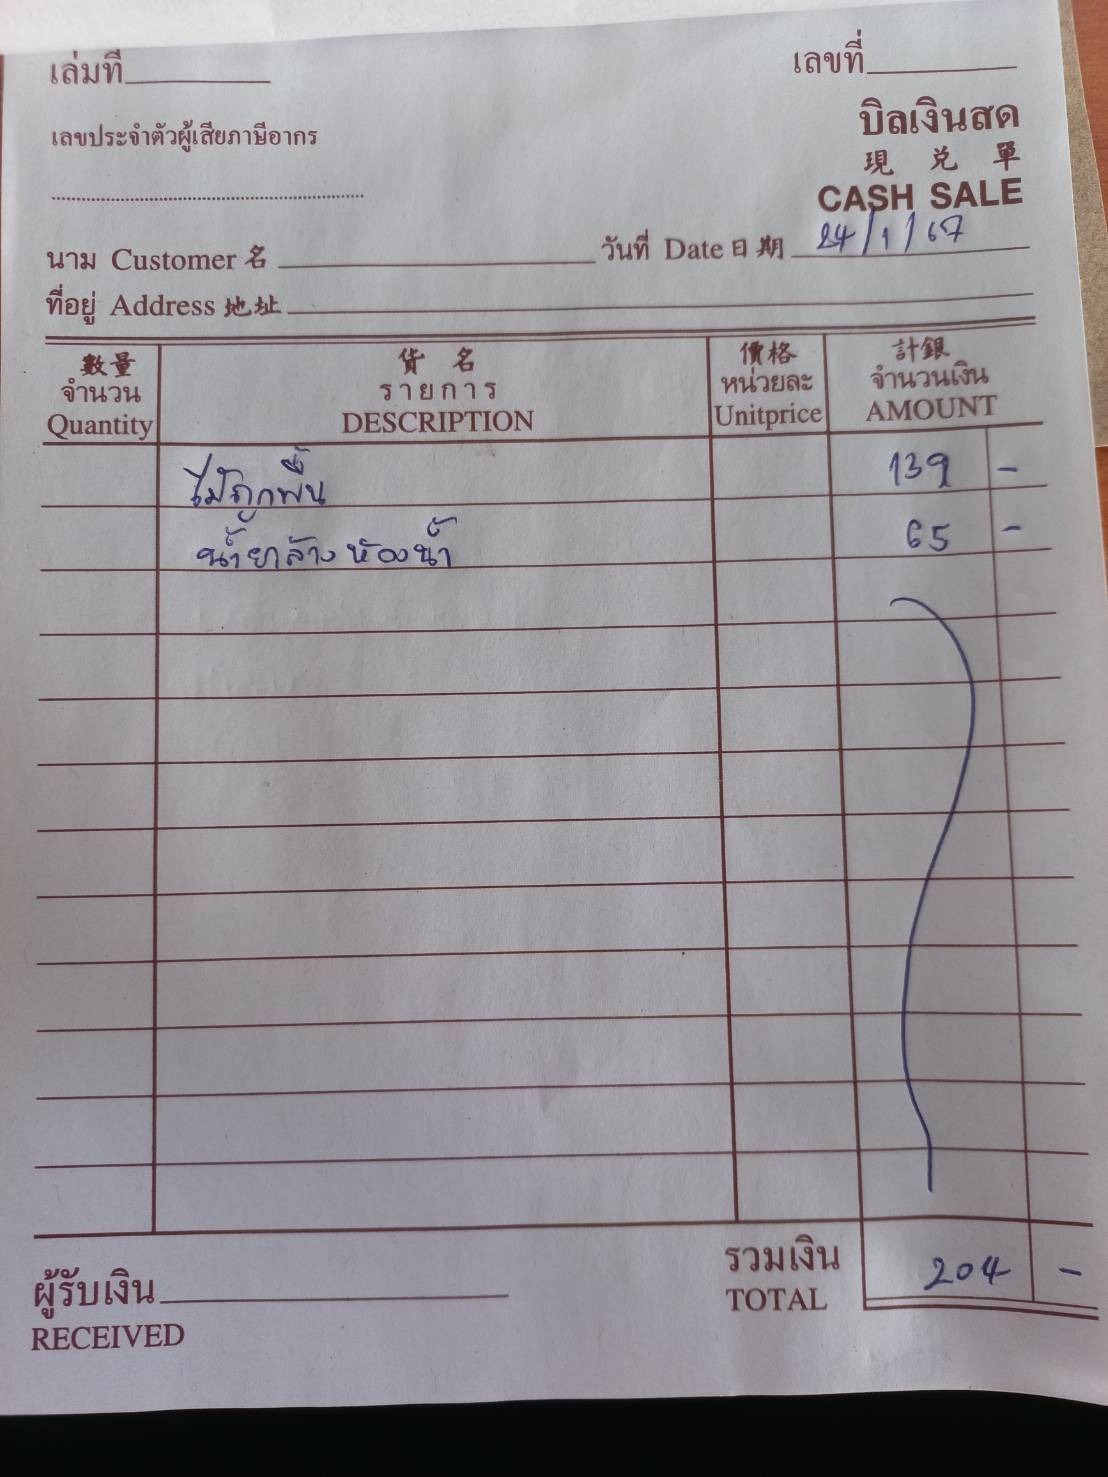 เล่มที่ เลขที่
เลขประจำตัวผู้เสียภาษีอากร บิลเงินสด
現 兑 單
CASH SALE
นาม Customer 名 วันที่ Date 日期 24/1/67
ที่อยู่ Address 地址
數量 貨名 價格 計銀
จำนวน รายการ หน่วยละ จำนวนเงิน
Quantity DESCRIPTION Unitprice AMOUNT
ไม้ถูกพื้น 139 -
น้ำยาล้างห้องน้ำ 65 -
ผู้รับเงิน รวมเงิน 204 -
RECEIVED TOTAL